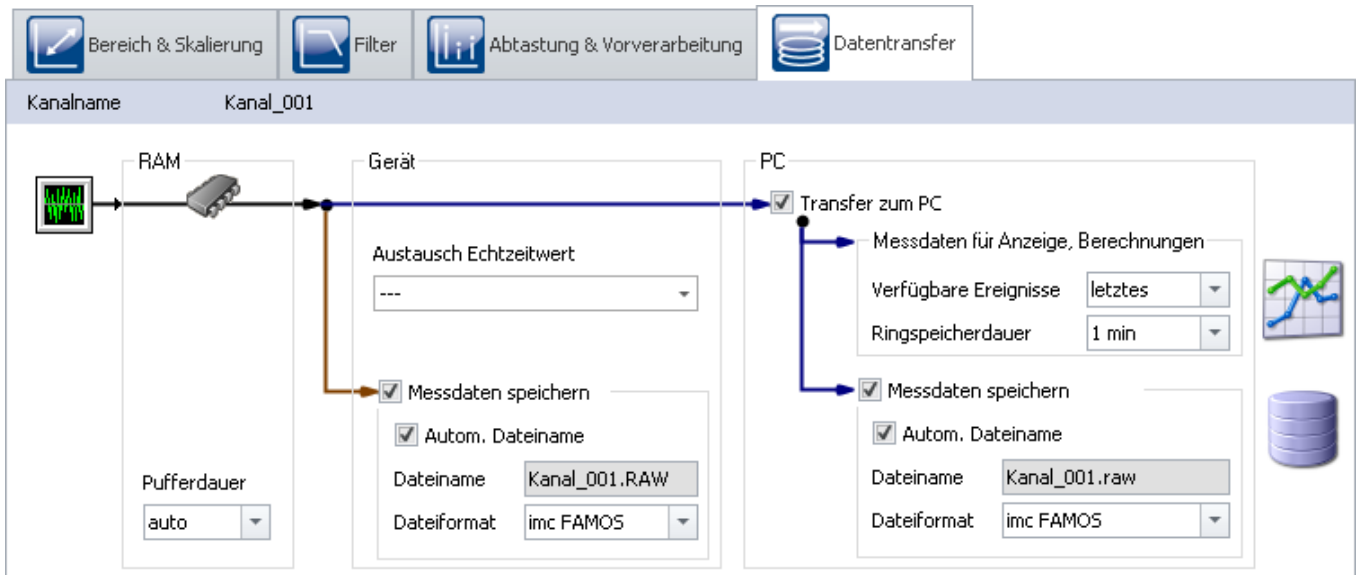 Bereich & Skalierung Filter Abtastung & Vorverarbeitung Datentransfer
Kanalname Kanal_001
RAM Gerät PC
Transfer zum PC
Messdaten für Anzeige, Berechnungen
Austausch Echtzeitwert
--- Verfügbare Ereignisse letztes
Ringspeicherdauer 1 min
Messdaten speichern Messdaten speichern
Autom. Dateiname Autom. Dateiname
Pufferdauer Dateiname Kanal_001.RAW Dateiname Kanal_001.raw
auto Dateiformat imc FAMOS Dateiformat imc FAMOS